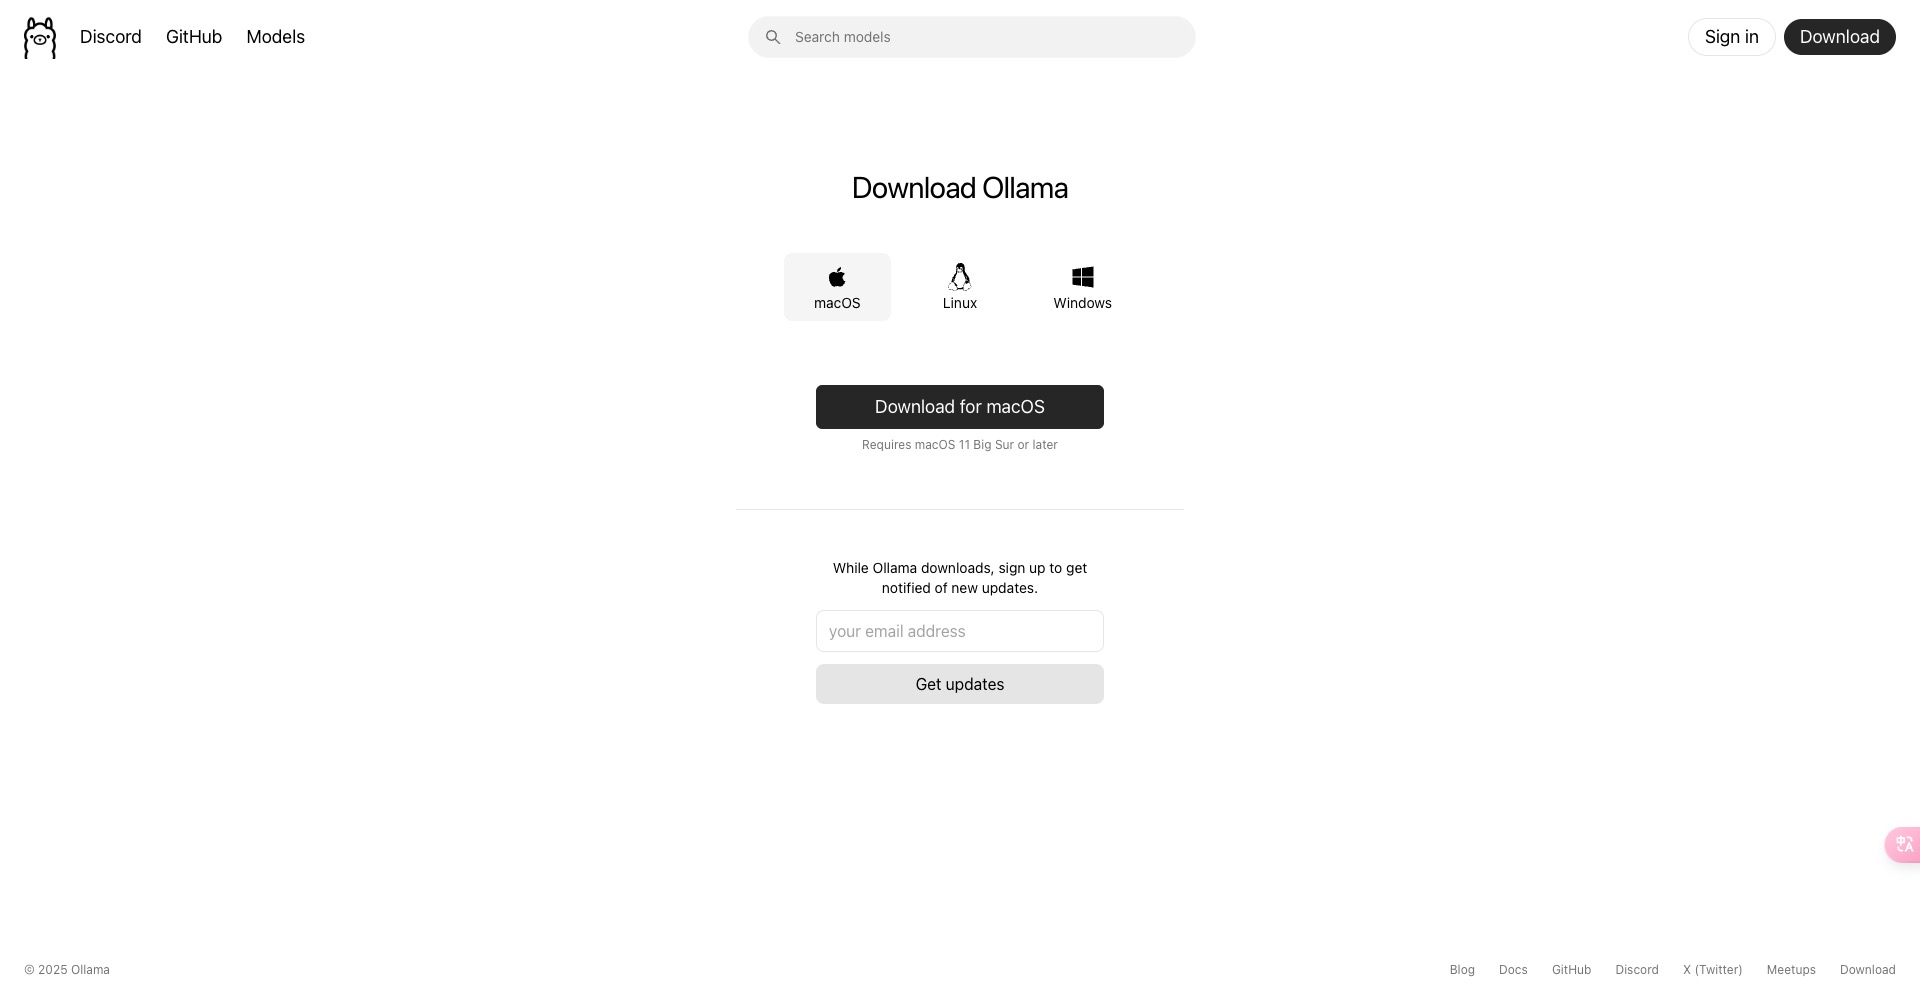 Discord
GitHub
Models
Search models
Sign in
Download
Download Ollama
macOS
Linux
Windows
Download for macOS
Requires macOS 11 Big Sur or later
While Ollama downloads, sign up to get
notified of new updates.
your email address
Get updates
中A
© 2025 Ollama
Blog
Docs
GitHub
Discord
X (Twitter)
Meetups
Download